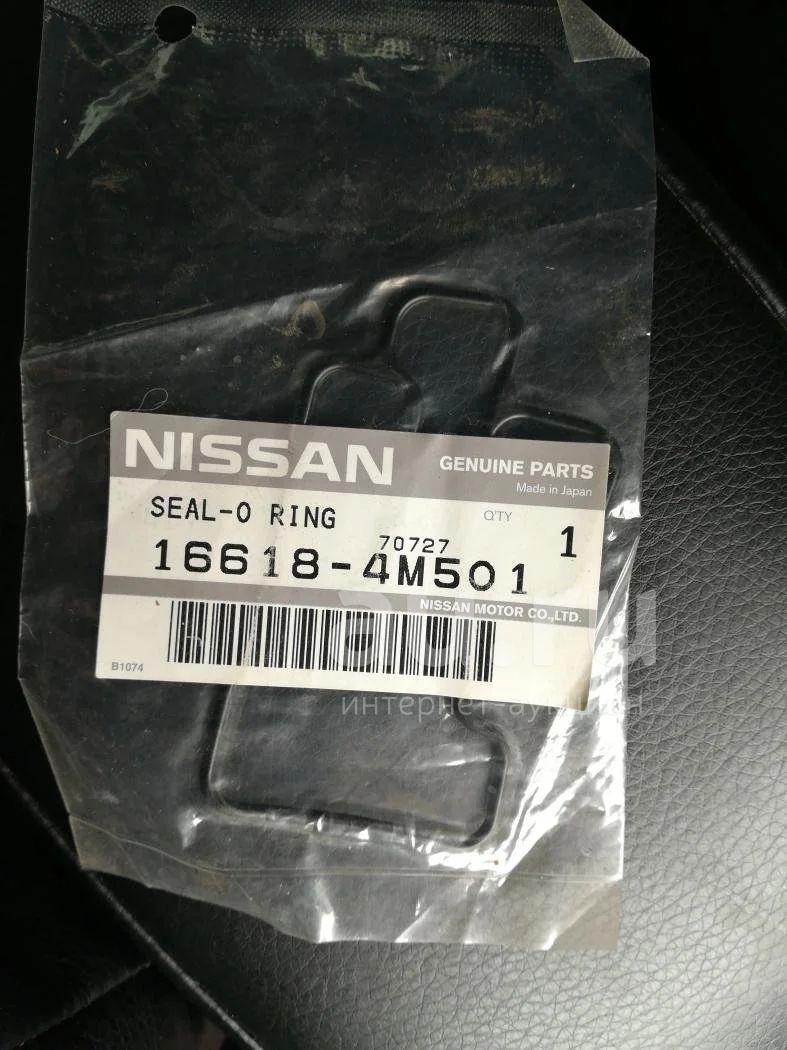 NISSAN
GENUINE PARTS
Made in Japan
SEAL-O RING
Q'TY
1
70727
16618-4M501
NISSAN MOTOR CO.,LTD.
B1074
интернет-аукцион